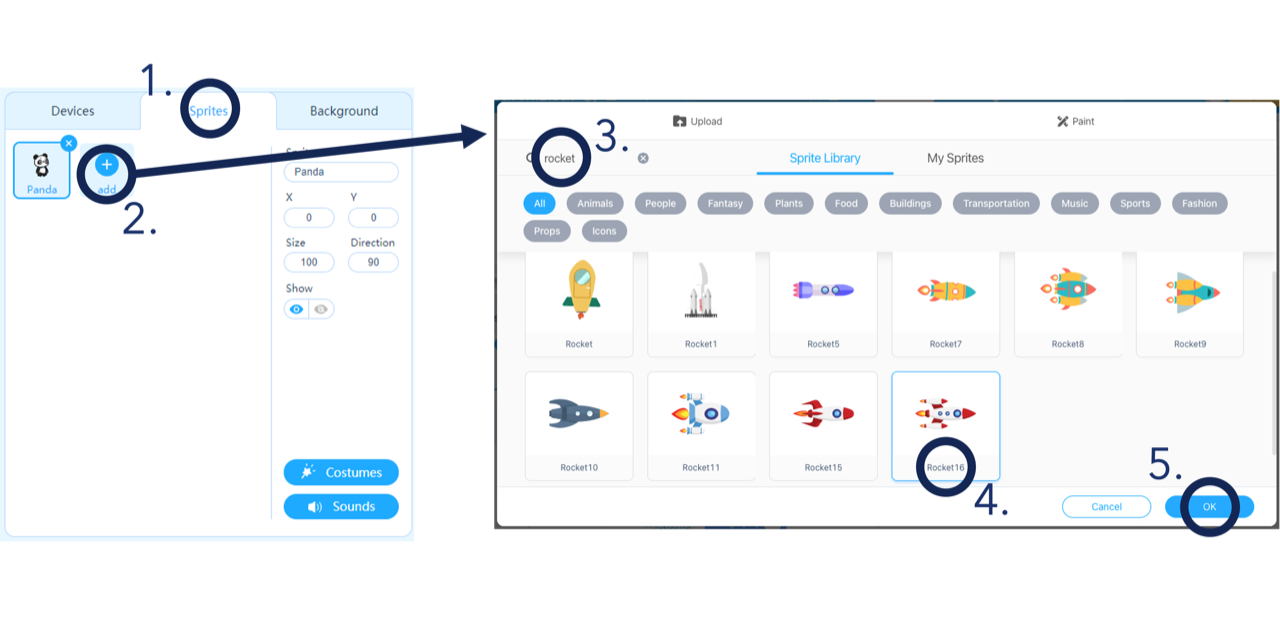 1.
Devices
Sprites
Background
Panda
add
2.
Panda
X
Y
0
0
Size
Direction
100
90
Show
Costumes
Sounds
Upload
Paint
3.
rocket
Sprite Library
My Sprites
All
Animals
People
Fantasy
Plants
Food
Buildings
Transportation
Music
Sports
Fashion
Props
Icons
Rocket
Rocket1
Rocket5
Rocket7
Rocket8
Rocket9
Rocket10
Rocket11
Rocket15
Rocket16
4.
5.
Cancel
OK